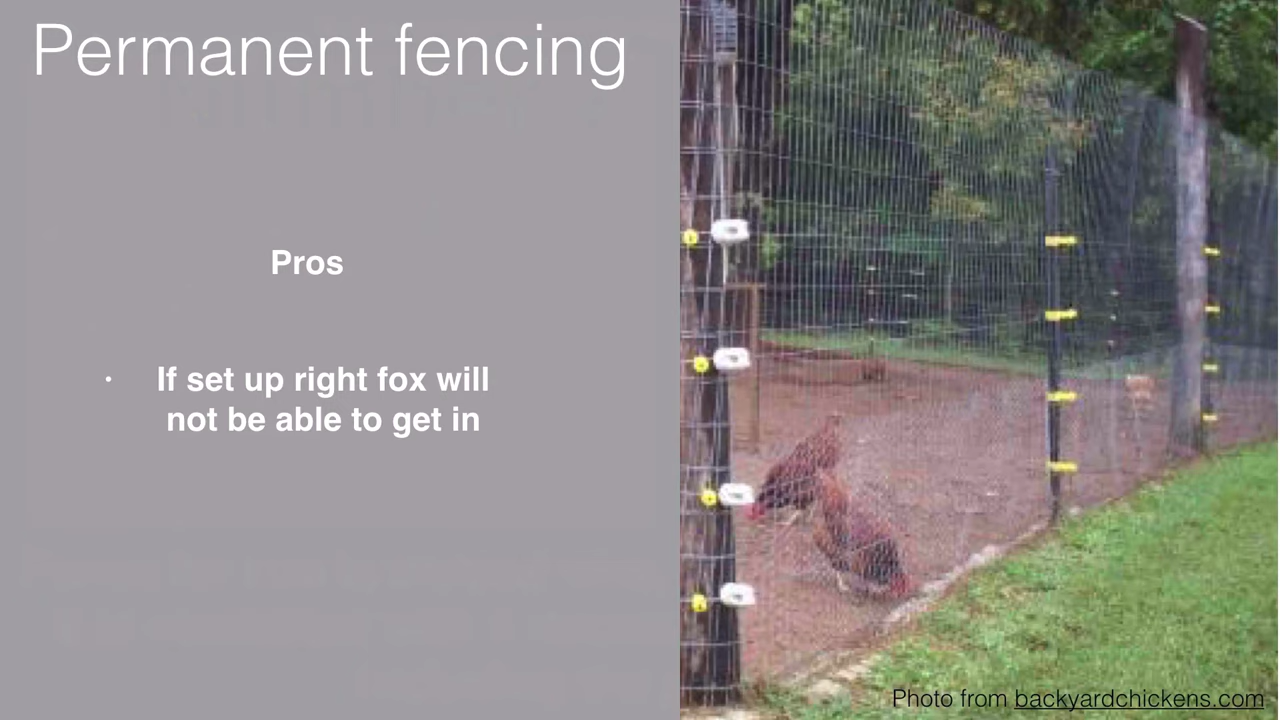 Permanent fencing
Pros
• If set up right fox will
not be able to get in
Photo from backyardchickens.com